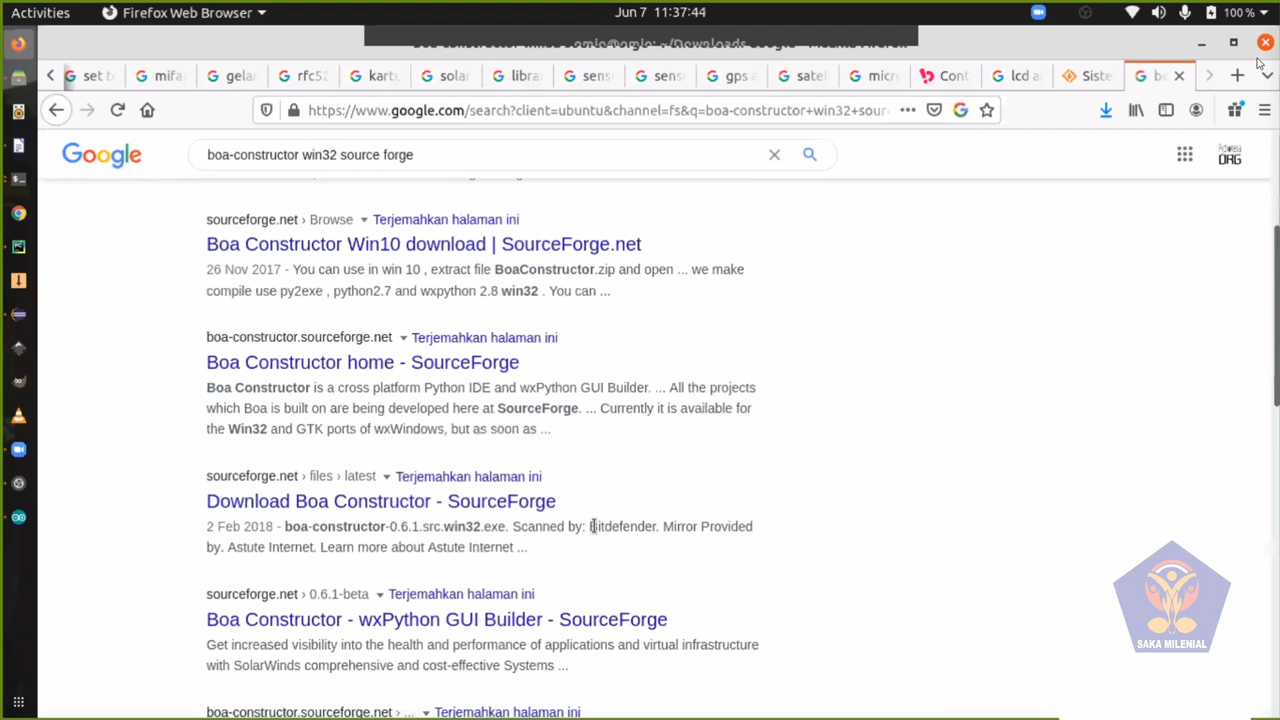 Activities Firefox Web Browser Jun 7 11:37:44 100 %
gmio@gmio: ~/Downloads
set t mifa gelar rfc52 kartu solar libra sens sens gps a satel micro Cont lcd a Siste bo
https://www.google.com/search?client=ubuntu&channel=fs&q=boa-constructor+win32+sour
Google boa-constructor win32 source forge
sourceforge.net › Browse Terjemahkan halaman ini
Boa Constructor Win10 download | SourceForge.net
26 Nov 2017 - You can use in win 10 , extract file BoaConstructor.zip and open ... we make
compile use py2exe , python2.7 and wxpython 2.8 win32 . You can ...
boa-constructor.sourceforge.net Terjemahkan halaman ini
Boa Constructor home - SourceForge
Boa Constructor is a cross platform Python IDE and wxPython GUI Builder. ... All the projects
which Boa is built on are being developed here at SourceForge. ... Currently it is available for
the Win32 and GTK ports of wxWindows, but as soon as ...
sourceforge.net › files › latest Terjemahkan halaman ini
Download Boa Constructor - SourceForge
2 Feb 2018 - boa-constructor-0.6.1.src.win32.exe. Scanned by: Bitdefender. Mirror Provided
by. Astute Internet. Learn more about Astute Internet ...
sourceforge.net › 0.6.1-beta Terjemahkan halaman ini
Boa Constructor - wxPython GUI Builder - SourceForge
Get increased visibility into the health and performance of applications and virtual infrastructure
with SolarWinds comprehensive and cost-effective Systems ...
boa-constructor.sourceforge.net › ... Terjemahkan halaman ini
SAKA MILENIAL